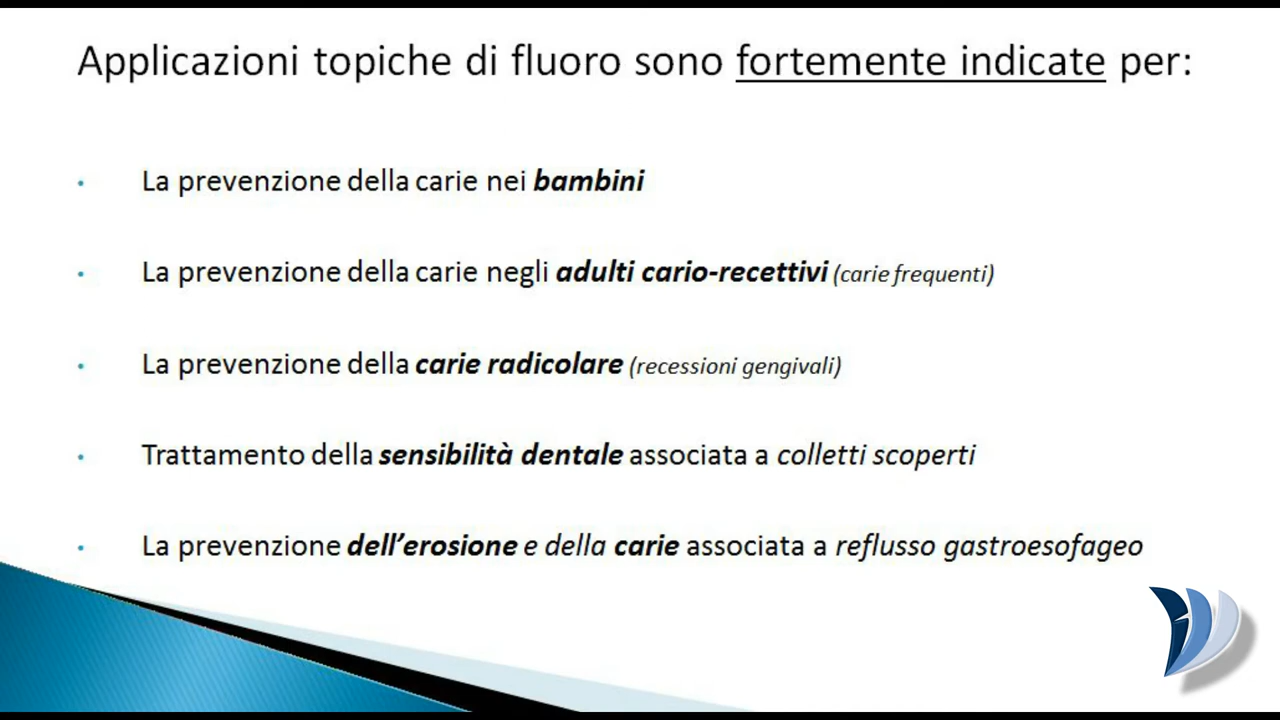 Applicazioni topiche di fluoro sono fortemente indicate per:
• La prevenzione della carie nei bambini
• La prevenzione della carie negli adulti cario-recettivi (carie frequenti)
• La prevenzione della carie radicolare (recessioni gengivali)
• Trattamento della sensibilità dentale associata a colletti scoperti
• La prevenzione dell’erosione e della carie associata a reflusso gastroesofageo